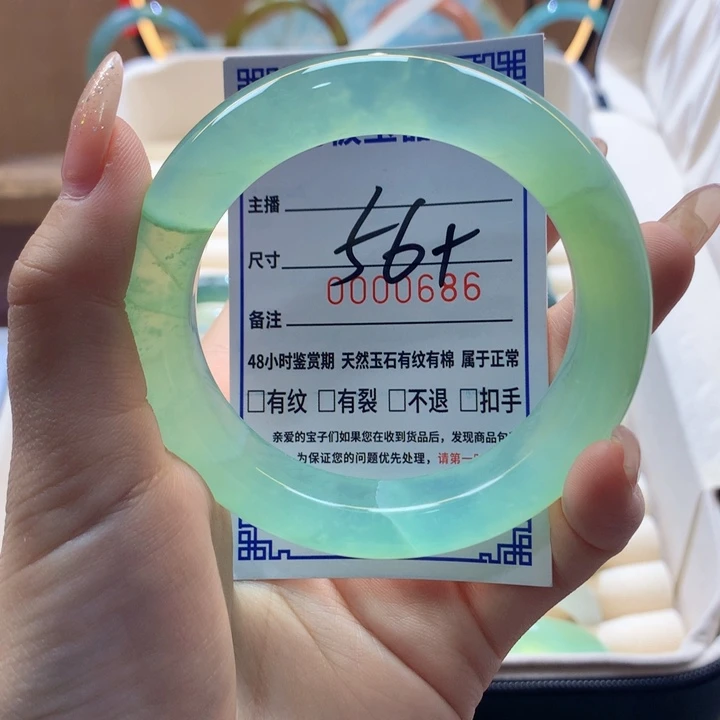 主播
尺寸 56+
0000686
备注
48小时鉴赏期 天然玉石有纹有棉 属于正常
□有纹 □有裂 □不退 □扣手
亲爱的宝子们如果您在收到货品后，发现商品包
为保证您的问题优先处理，请第一